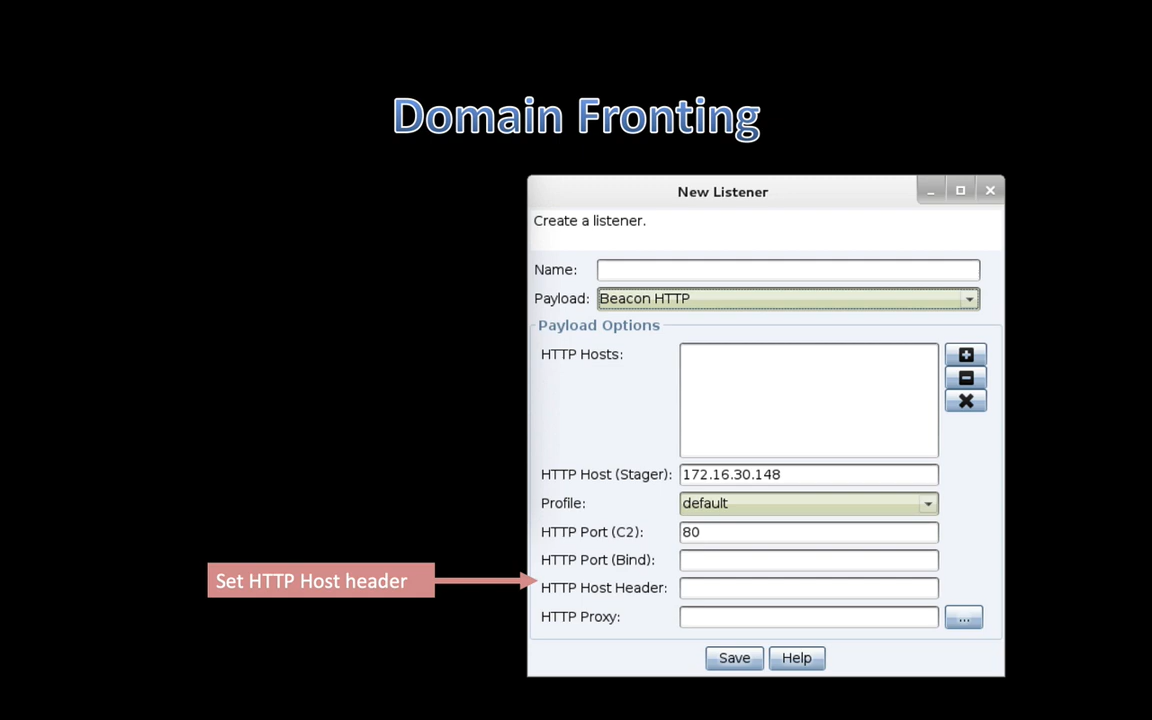 Domain Fronting
New Listener
Create a listener.
Name:
Payload: Beacon HTTP
Payload Options
HTTP Hosts:
HTTP Host (Stager): 172.16.30.148
Profile: default
HTTP Port (C2): 80
HTTP Port (Bind):
Set HTTP Host header
HTTP Host Header:
HTTP Proxy: ...
Save Help